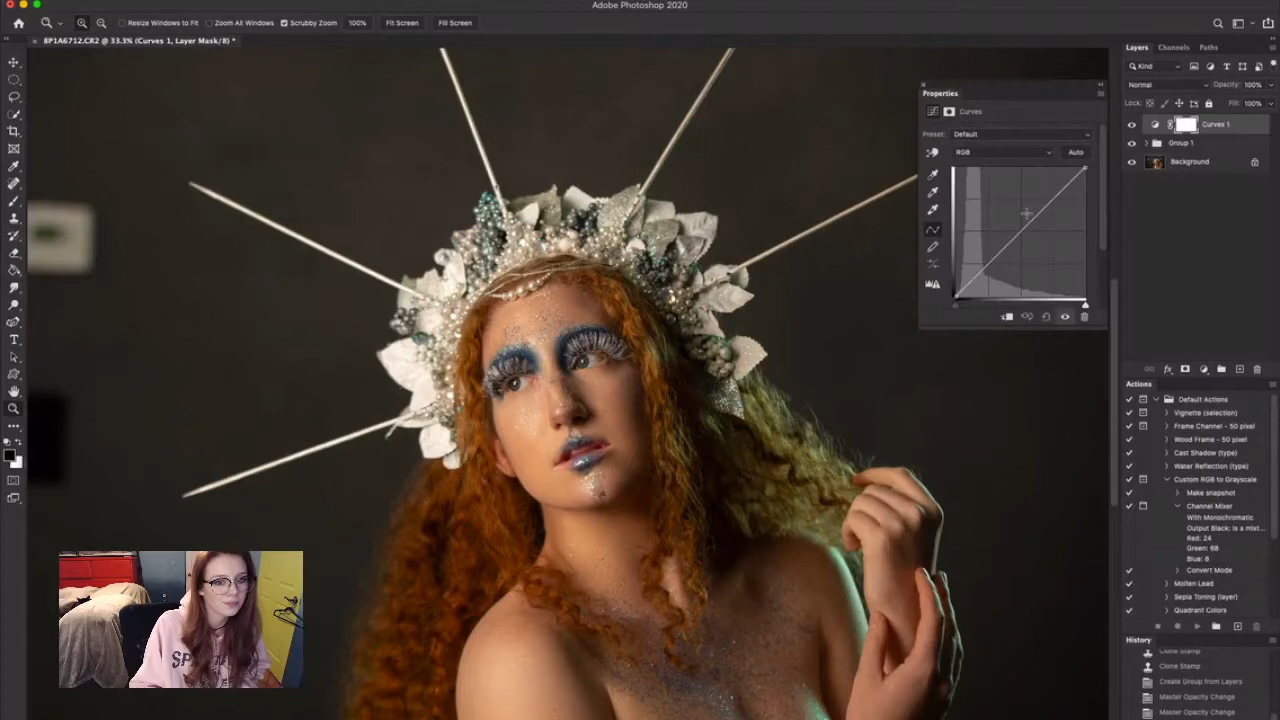 Adobe Photoshop 2020
Resize Windows to Fit
Zoom All Windows
Scrubby Zoom
100%
Fit Screen
Fill Screen
8P1A6712.CR2 @ 33.3% (Curves 1, Layer Mask/8) *
Properties
Curves
Preset: Default
RGB
Auto
Layers
Channels
Paths
Kind
Normal
Opacity: 100%
Lock:
Fill: 100%
Curves 1
Group 1
Background
Actions
Default Actions
Vignette (selection)
Frame Channel - 50 pixel
Wood Frame - 50 pixel
Cast Shadow (type)
Water Reflection (type)
Custom RGB to Grayscale
Make snapshot
Channel Mixer
With Monochromatic
Output Black: is a mixt...
Red: 24
Green: 68
Blue: 8
Convert Mode
Molten Lead
Sepia Toning (layer)
Quadrant Colors
History
Clone Stamp
Clone Stamp
Create Group from Layers
Master Opacity Change
Master Opacity Change